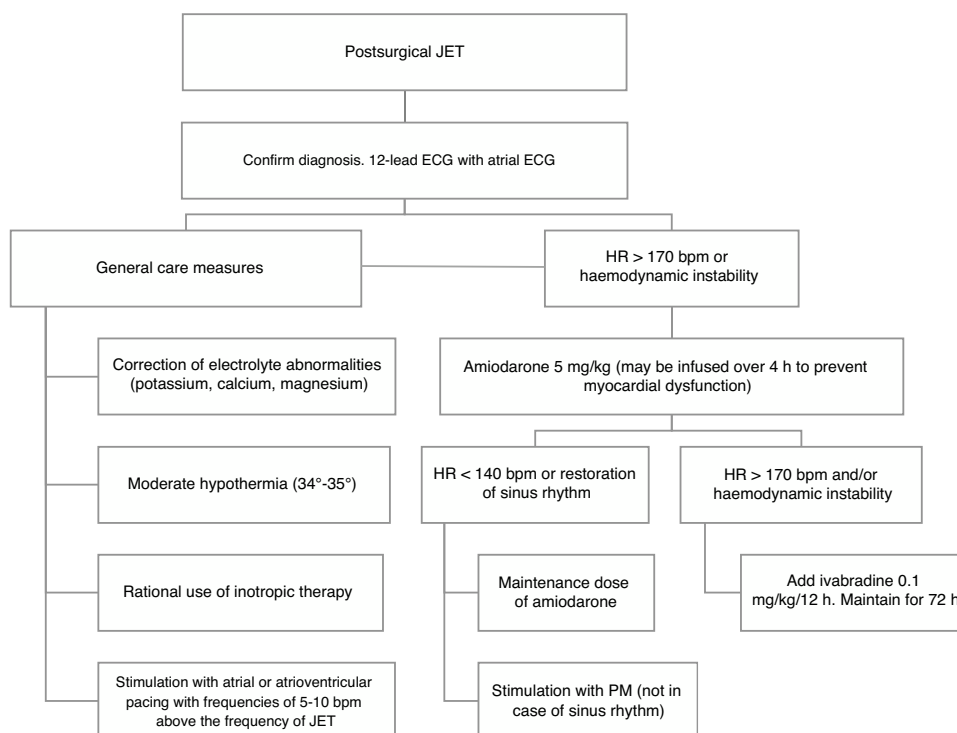 Postsurgical JET
Confirm diagnosis. 12-lead ECG with atrial ECG
General care measures
HR > 170 bpm or
haemodynamic instability
Correction of electrolyte abnormalities
(potassium, calcium, magnesium)
Amiodarone 5 mg/kg (may be infused over 4 h to prevent
myocardial dysfunction)
Moderate hypothermia (34°-35°)
HR < 140 bpm or restoration
of sinus rhythm
HR > 170 bpm and/or
haemodynamic instability
Rational use of inotropic therapy
Maintenance dose
of amiodarone
Add ivabradine 0.1
mg/kg/12 h. Maintain for 72 h
Stimulation with atrial or atrioventricular
pacing with frequencies of 5-10 bpm
above the frequency of JET
Stimulation with PM (not in
case of sinus rhythm)